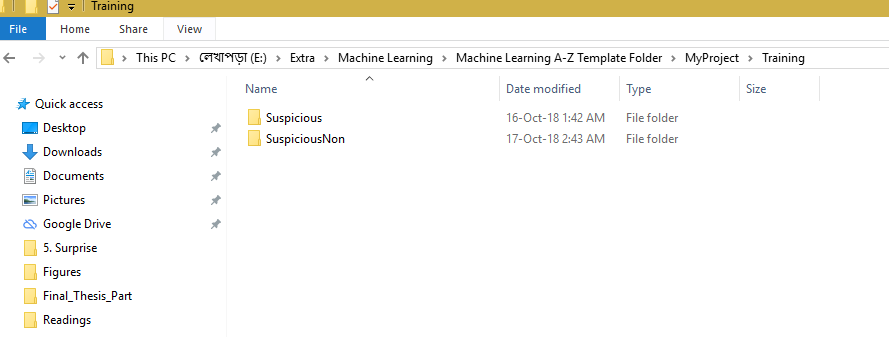 Training
File Home Share View
This PC > লেখাপড়া (E:) > Extra > Machine Learning > Machine Learning A-Z Template Folder > MyProject > Training
Name Date modified Type Size
Quick access
Desktop
Downloads
Documents
Pictures
Google Drive
5. Surprise
Figures
Final_Thesis_Part
Readings
Suspicious 16-Oct-18 1:42 AM File folder
SuspiciousNon 17-Oct-18 2:43 AM File folder